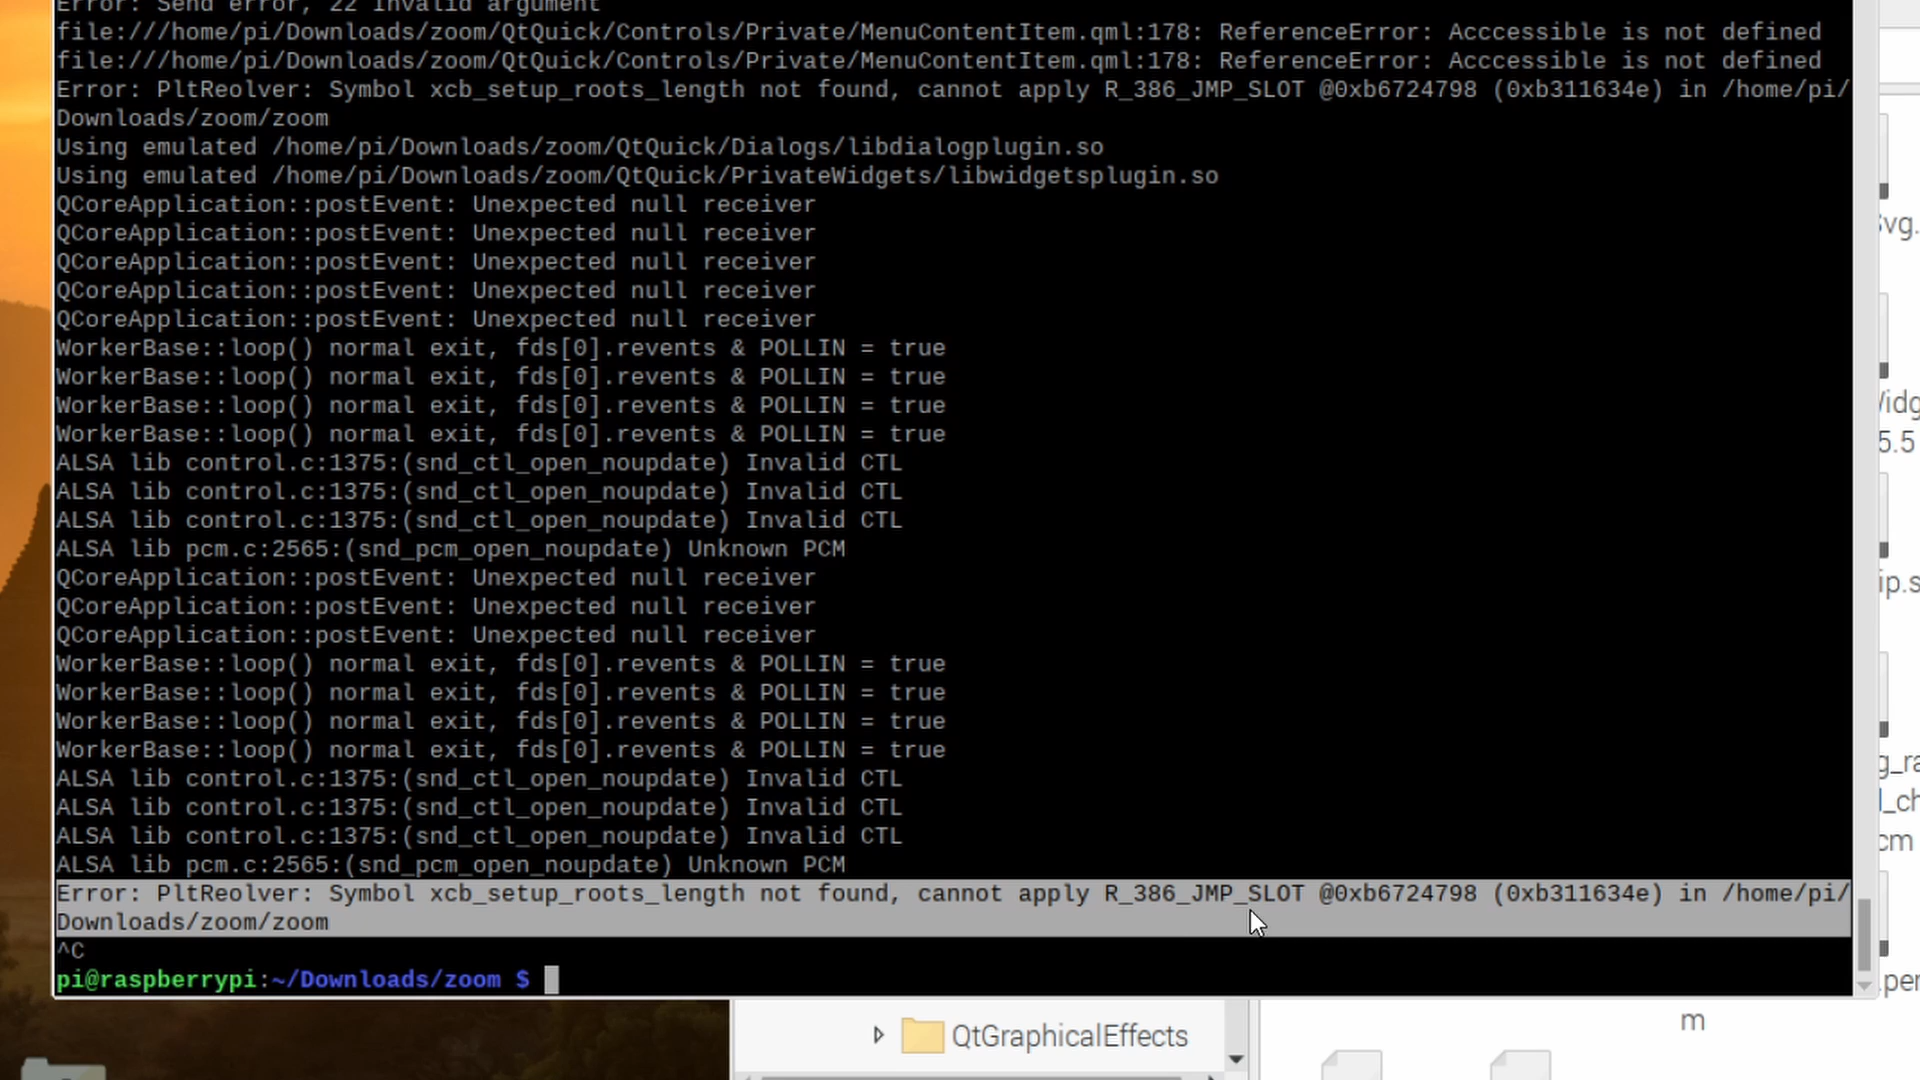 Error: Send error, 22 Invalid argument
file:///home/pi/Downloads/zoom/QtQuick/Controls/Private/MenuContentItem.qml:178: ReferenceError: Acccessible is not defined
file:///home/pi/Downloads/zoom/QtQuick/Controls/Private/MenuContentItem.qml:178: ReferenceError: Acccessible is not defined
Error: PltReolver: Symbol xcb_setup_roots_length not found, cannot apply R_386_JMP_SLOT @0xb6724798 (0xb311634e) in /home/pi/
Downloads/zoom/zoom
Using emulated /home/pi/Downloads/zoom/QtQuick/Dialogs/libdialogplugin.so
Using emulated /home/pi/Downloads/zoom/QtQuick/PrivateWidgets/libwidgetsplugin.so
QCoreApplication::postEvent: Unexpected null receiver
QCoreApplication::postEvent: Unexpected null receiver
QCoreApplication::postEvent: Unexpected null receiver
QCoreApplication::postEvent: Unexpected null receiver
QCoreApplication::postEvent: Unexpected null receiver
WorkerBase::loop() normal exit, fds[0].revents & POLLIN = true
WorkerBase::loop() normal exit, fds[0].revents & POLLIN = true
WorkerBase::loop() normal exit, fds[0].revents & POLLIN = true
WorkerBase::loop() normal exit, fds[0].revents & POLLIN = true
ALSA lib control.c:1375:(snd_ctl_open_noupdate) Invalid CTL
ALSA lib control.c:1375:(snd_ctl_open_noupdate) Invalid CTL
ALSA lib control.c:1375:(snd_ctl_open_noupdate) Invalid CTL
ALSA lib pcm.c:2565:(snd_pcm_open_noupdate) Unknown PCM
QCoreApplication::postEvent: Unexpected null receiver
QCoreApplication::postEvent: Unexpected null receiver
QCoreApplication::postEvent: Unexpected null receiver
WorkerBase::loop() normal exit, fds[0].revents & POLLIN = true
WorkerBase::loop() normal exit, fds[0].revents & POLLIN = true
WorkerBase::loop() normal exit, fds[0].revents & POLLIN = true
WorkerBase::loop() normal exit, fds[0].revents & POLLIN = true
ALSA lib control.c:1375:(snd_ctl_open_noupdate) Invalid CTL
ALSA lib control.c:1375:(snd_ctl_open_noupdate) Invalid CTL
ALSA lib control.c:1375:(snd_ctl_open_noupdate) Invalid CTL
ALSA lib pcm.c:2565:(snd_pcm_open_noupdate) Unknown PCM
Error: PltReolver: Symbol xcb_setup_roots_length not found, cannot apply R_386_JMP_SLOT @0xb6724798 (0xb311634e) in /home/pi/
Downloads/zoom/zoom
^C
pi@raspberrypi:~/Downloads/zoom $
QtGraphicalEffects
5.5
ip.s
cm
.per
m